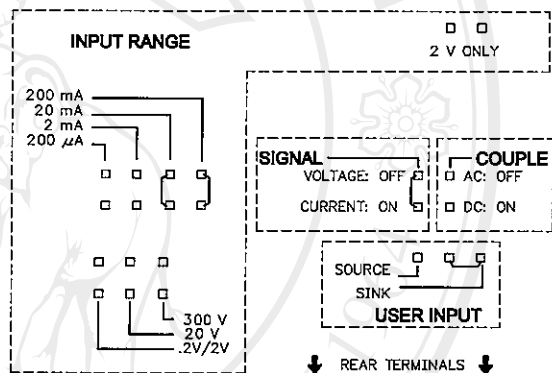 INPUT RANGE
2 V ONLY
200 mA
20 mA
2 mA
200 μA
SIGNAL
VOLTAGE: OFF
CURRENT: ON
COUPLE
AC: OFF
DC: ON
SOURCE
SINK
USER INPUT
300 V
20 V
.2V/2V
REAR TERMINALS